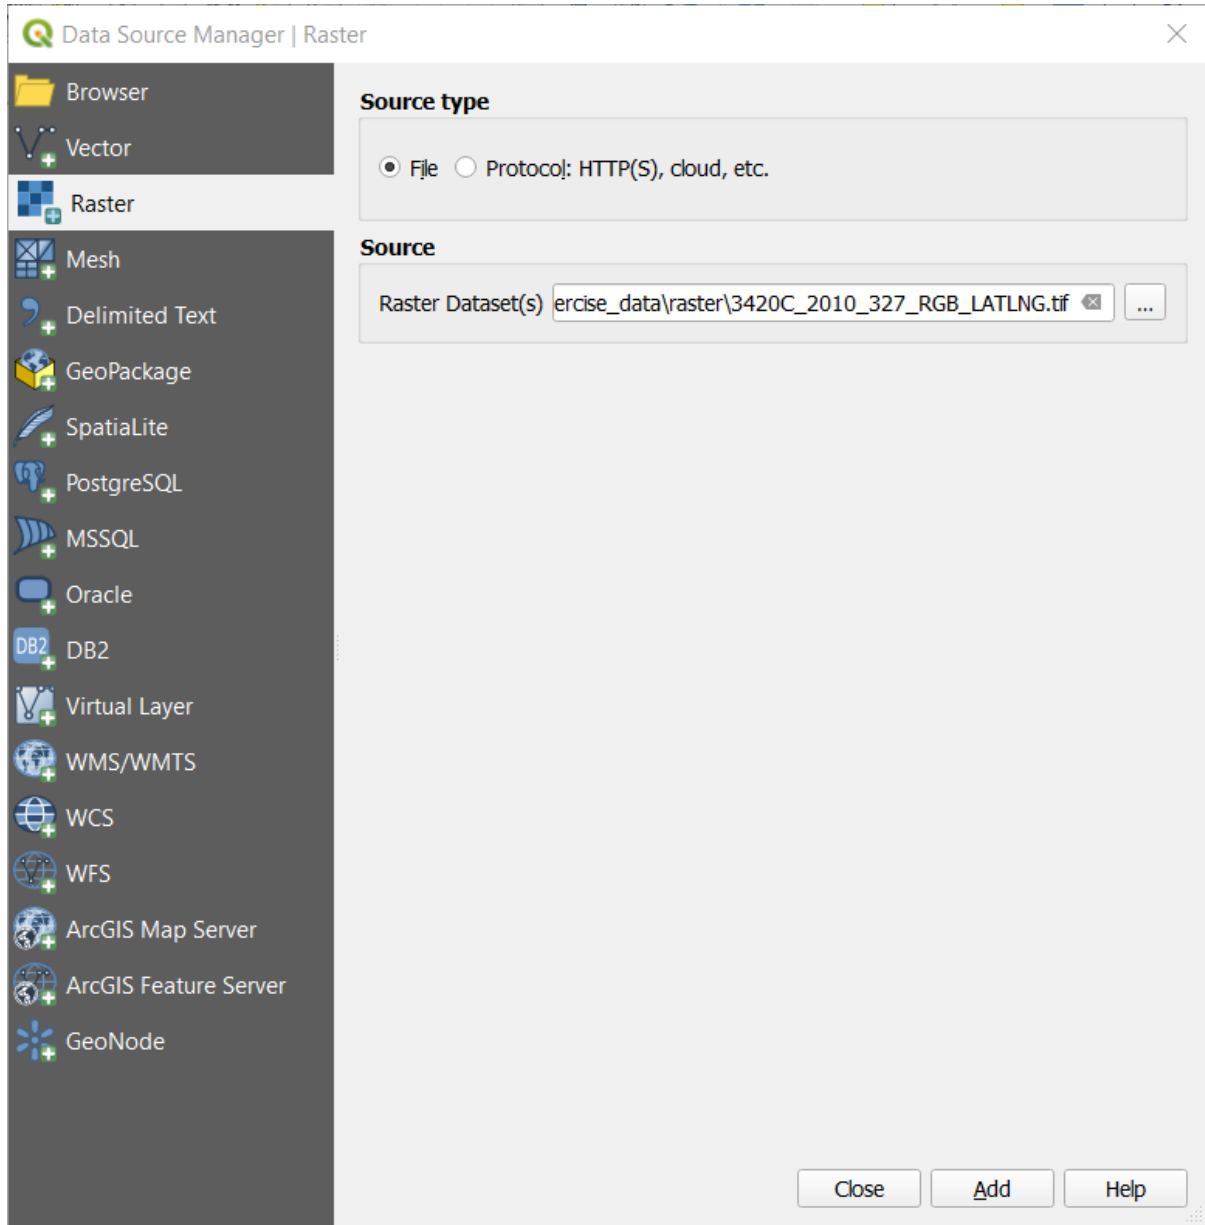 Data Source Manager | Raster
Browser
Vector
Raster
Mesh
Delimited Text
GeoPackage
SpatiaLite
PostgreSQL
MSSQL
Oracle
DB2
DB2
Virtual Layer
WMS/WMTS
WCS
WFS
ArcGIS Map Server
ArcGIS Feature Server
GeoNode
Source type
File Protocol: HTTP(S), cloud, etc.
Source
Raster Dataset(s) ercise_data\raster\3420C_2010_327_RGB_LATLNG.tif ...
Close Add Help